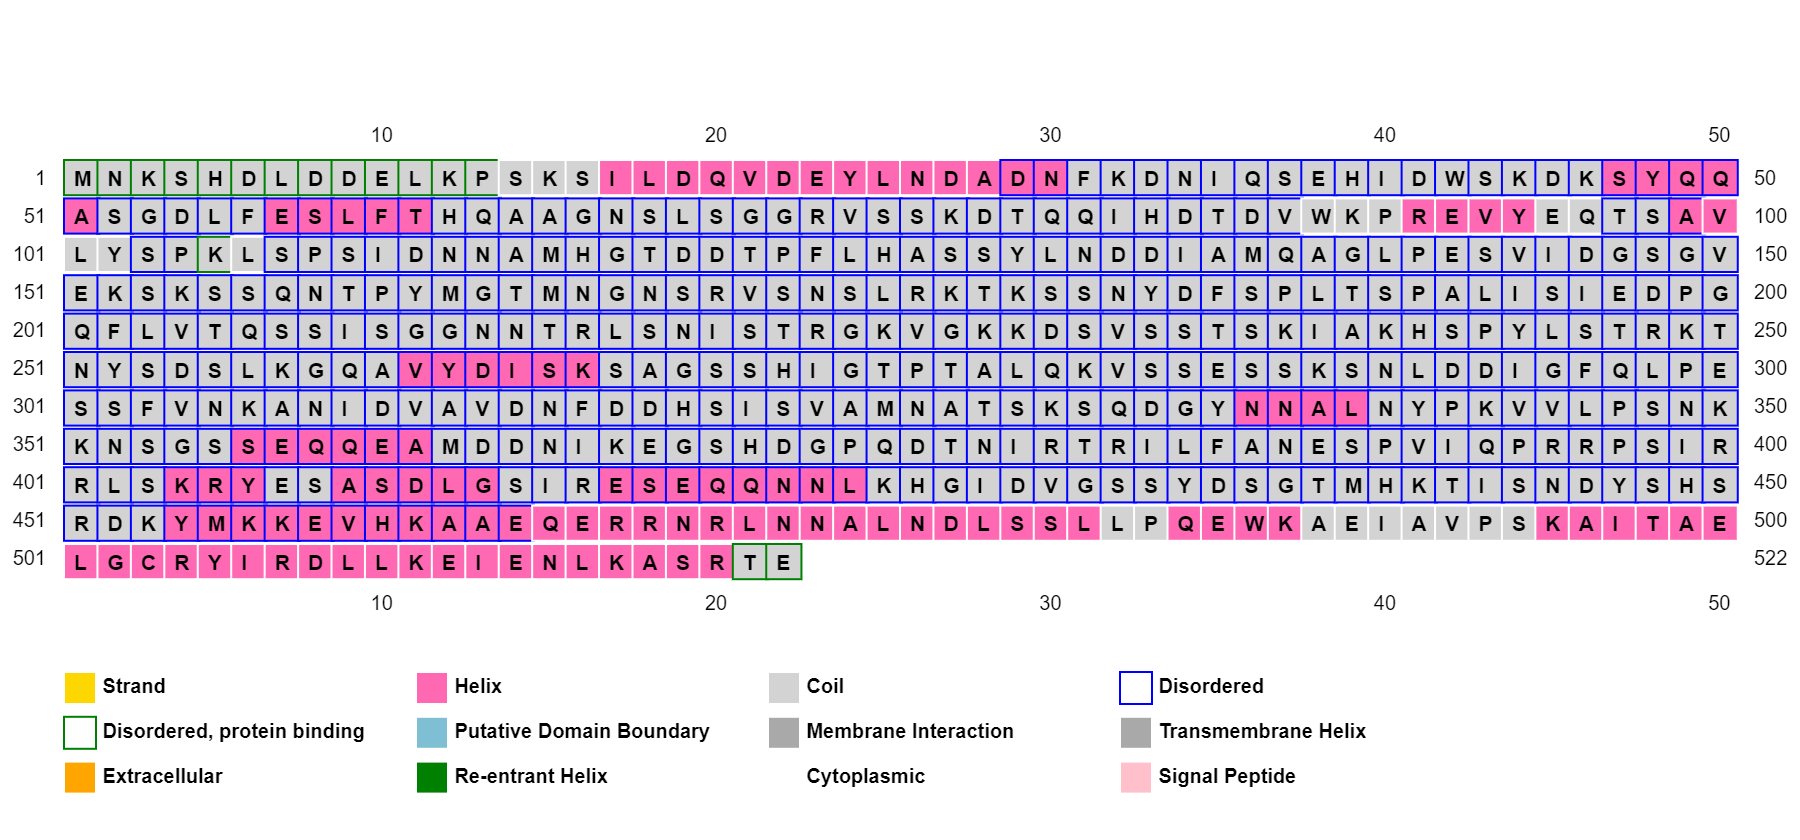 10 20 30 40 50
1 M N K S H D L D D E L K P S K S I L D Q V D E Y L N D A D N F K D N I Q S E H I D W S K D K S Y Q Q 50
51 A S G D L F E S L F T H Q A A G N S L S G G R V S S K D T Q Q I H D T D V W K P R E V Y E Q T S A V 100
101 L Y S P K L S P S I D N N A M H G T D D T P F L H A S S Y L N D D I A M Q A G L P E S V I D G S G V 150
151 E K S K S S Q N T P Y M G T M N G N S R V S N S L R K T K S S N Y D F S P L T S P A L I S I E D P G 200
201 Q F L V T Q S S I S G G N N T R L S N I S T R G K V G K K D S V S S T S K I A K H S P Y L S T R K T 250
251 N Y S D S L K G Q A V Y D I S K S A G S S H I G T P T A L Q K V S S E S S K S N L D D I G F Q L P E 300
301 S S F V N K A N I D V A V D N F D D H S I S V A M N A T S K S Q D G Y N N A L N Y P K V V L P S N K 350
351 K N S G S S E Q Q E A M D D N I K E G S H D G P Q D T N I R T R I L F A N E S P V I Q P R R P S I R 400
401 R L S K R Y E S A S D L G S I R E S E Q Q N N L K H G I D V G S S Y D S G T M H K T I S N D Y S H S 450
451 R D K Y M K K E V H K A A E Q E R R N R L N N A L N D L S S L L P Q E W K A E I A V P S K A I T A E 500
501 L G C R Y I R D L L K E I E N L K A S R T E 522
10 20 30 40 50
Strand Helix Coil Disordered
Disordered, protein binding Putative Domain Boundary Membrane Interaction Transmembrane Helix
Extracellular Re-entrant Helix Cytoplasmic Signal Peptide